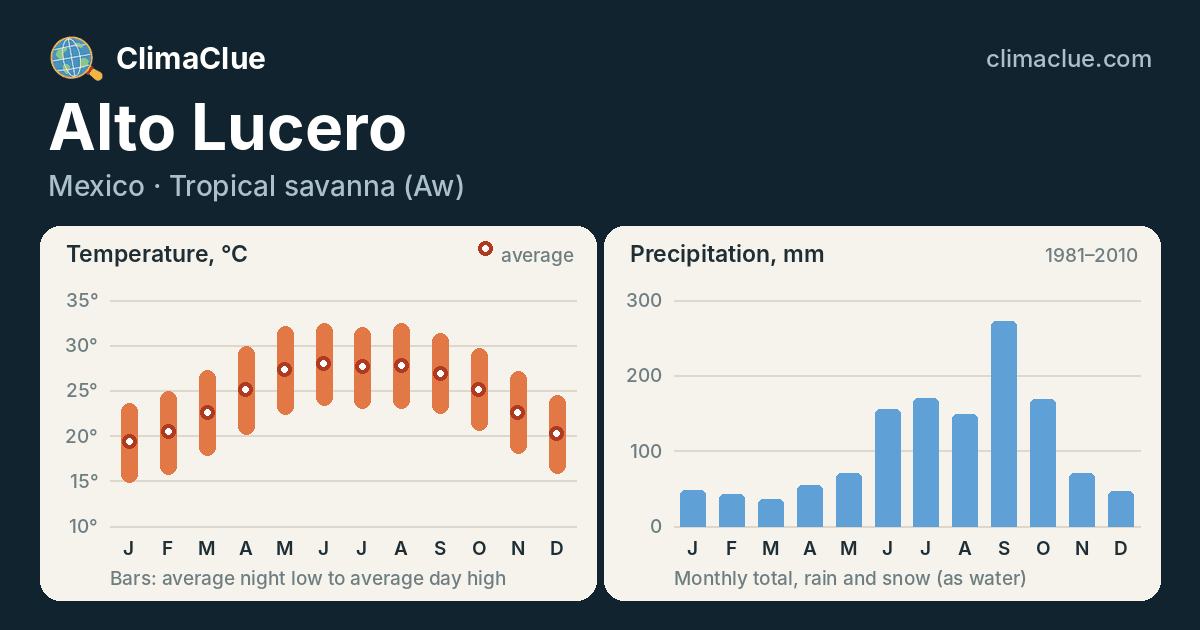 ClimaClue
climaclue.com
Alto Lucero
Mexico · Tropical savanna (Aw)
Temperature, °C
average
35°
30°
25°
20°
15°
10°
J F M A M J J A S O N D
Bars: average night low to average day high
Precipitation, mm
1981–2010
300
200
100
0
J F M A M J J A S O N D
Monthly total, rain and snow (as water)